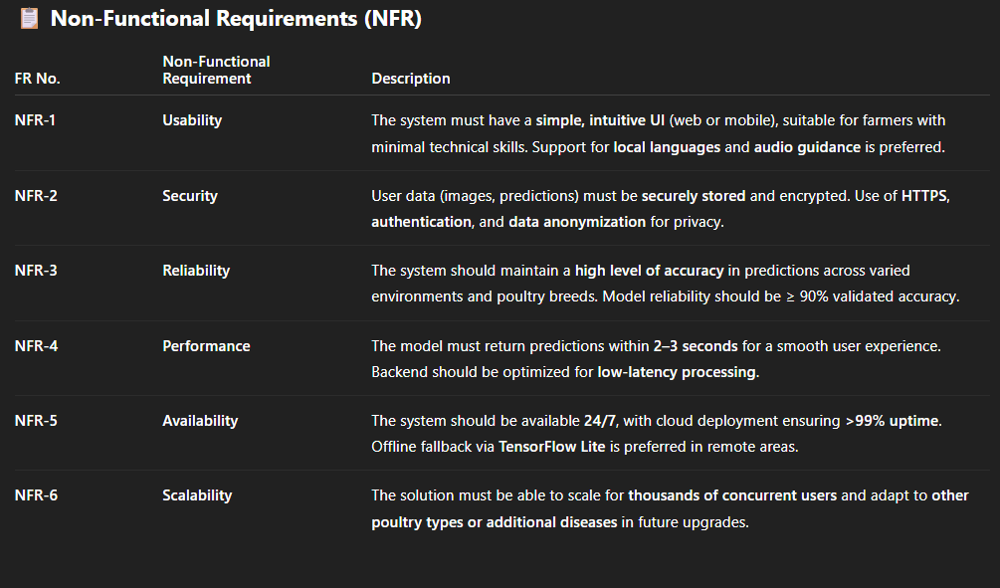 📋 Non-Functional Requirements (NFR)
FR No. Non-Functional Requirement Description
NFR-1 Usability The system must have a simple, intuitive UI (web or mobile), suitable for farmers with
minimal technical skills. Support for local languages and audio guidance is preferred.
NFR-2 Security User data (images, predictions) must be securely stored and encrypted. Use of HTTPS,
authentication, and data anonymization for privacy.
NFR-3 Reliability The system should maintain a high level of accuracy in predictions across varied
environments and poultry breeds. Model reliability should be ≥ 90% validated accuracy.
NFR-4 Performance The model must return predictions within 2–3 seconds for a smooth user experience.
Backend should be optimized for low-latency processing.
NFR-5 Availability The system should be available 24/7, with cloud deployment ensuring >99% uptime.
Offline fallback via TensorFlow Lite is preferred in remote areas.
NFR-6 Scalability The solution must be able to scale for thousands of concurrent users and adapt to other
poultry types or additional diseases in future upgrades.